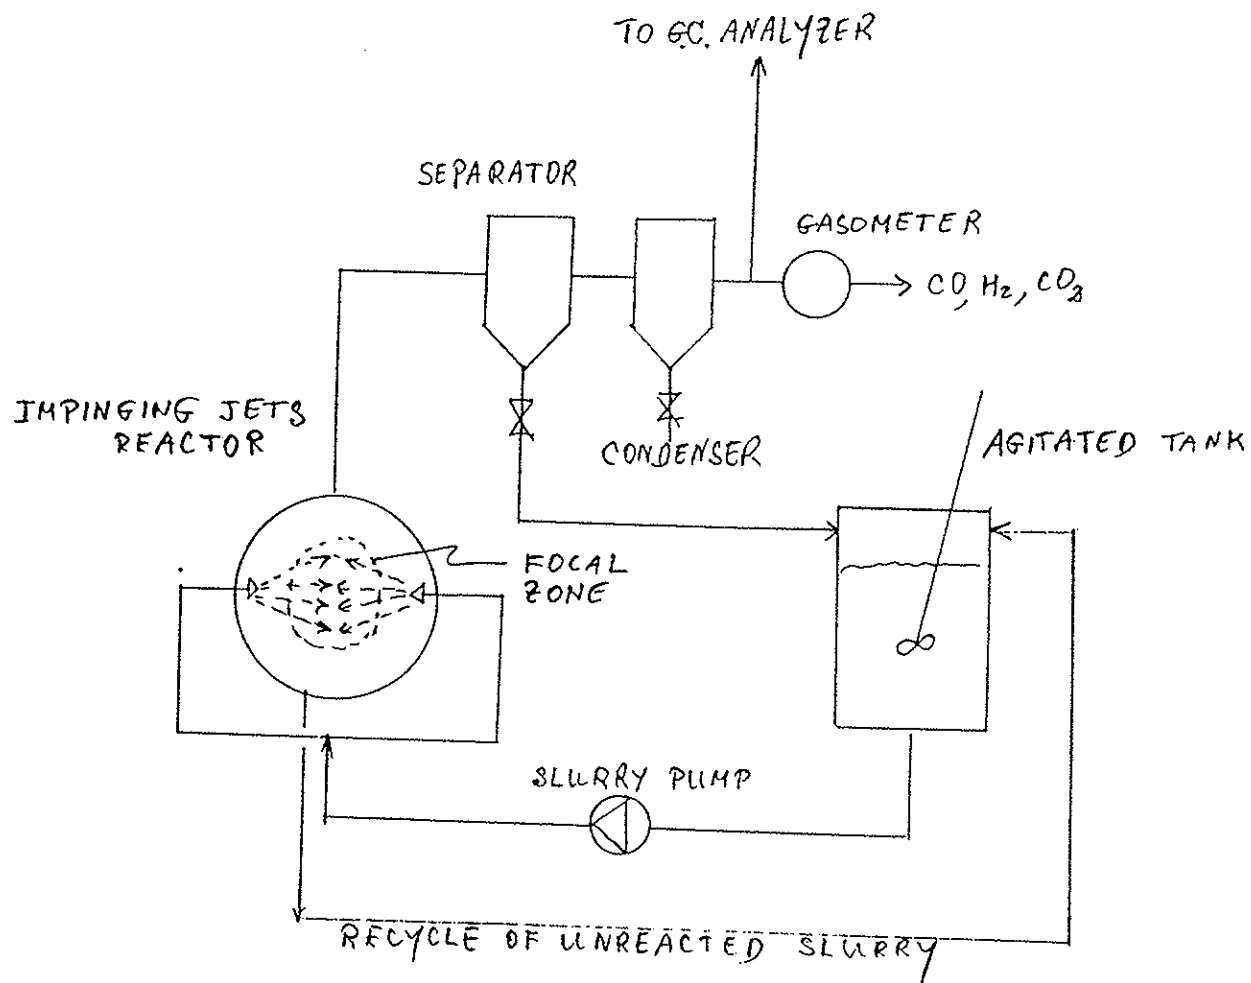 TO G.C. ANALYZER
SEPARATOR
GASOMETER
CO, H2, CO2
IMPINGING JETS
REACTOR
CONDENSER
AGITATED TANK
FOCAL
ZONE
SLURRY PUMP
RECYCLE OF UNREACTED SLURRY